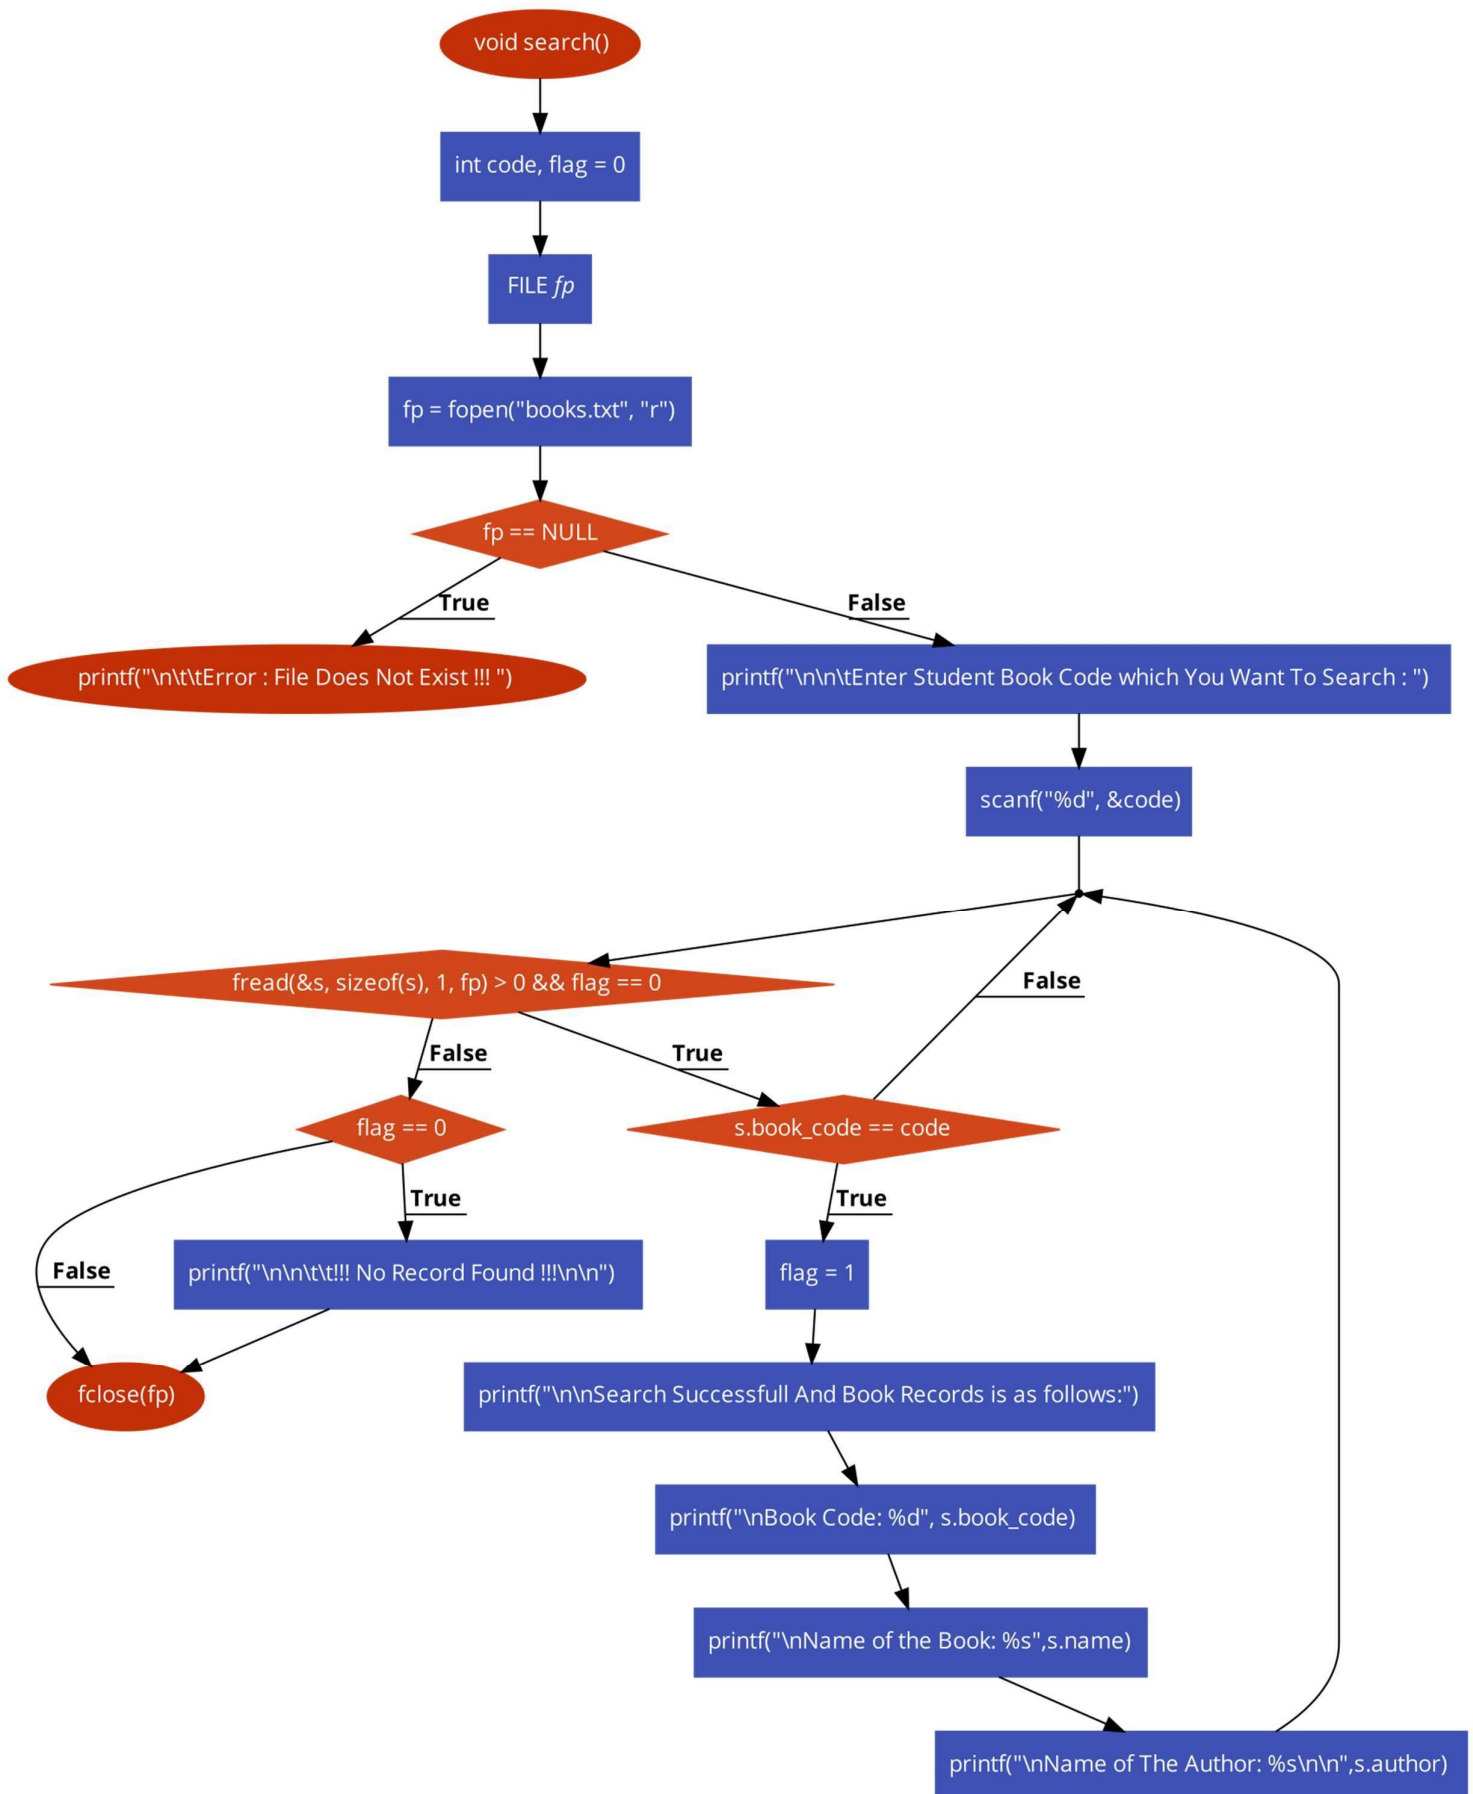 void search()
int code, flag = 0
FILE fp
fp = fopen("books.txt", "r")
fp == NULL
True
False
printf("\n\t\tError : File Does Not Exist !!! ")
printf("\n\n\tEnter Student Book Code which You Want To Search : ")
scanf("%d", &code)
fread(&s, sizeof(s), 1, fp) > 0 && flag == 0
False
False
True
flag == 0
s.book_code == code
True
True
False
printf("\n\n\t\t!!! No Record Found !!!\n\n")
flag = 1
fclose(fp)
printf("\n\nSearch Successfull And Book Records is as follows:")
printf("\nBook Code: %d", s.book_code)
printf("\nName of the Book: %s",s.name)
printf("\nName of The Author: %s\n\n",s.author)